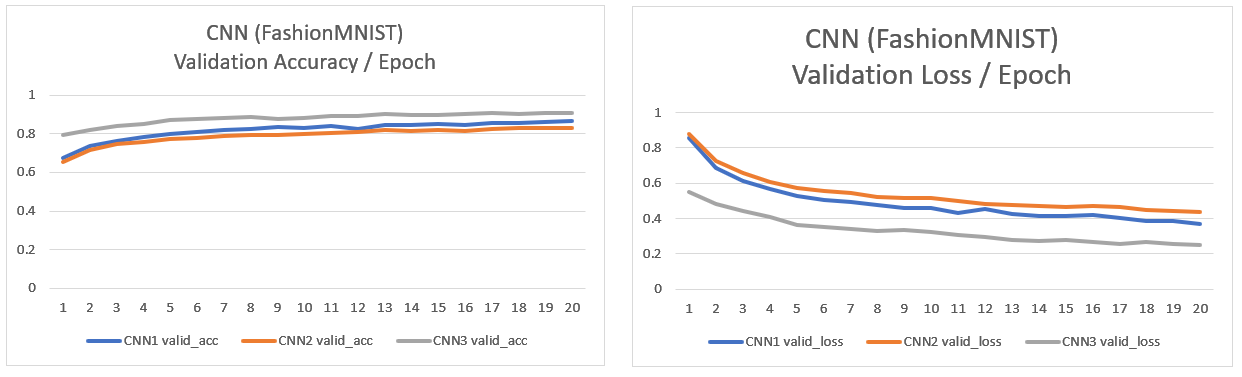 CNN (FashionMNIST)
Validation Accuracy / Epoch
1
0.8
0.6
0.4
0.2
0
1 2 3 4 5 6 7 8 9 10 11 12 13 14 15 16 17 18 19 20
CNN1 valid_acc CNN2 valid_acc CNN3 valid_acc
CNN (FashionMNIST)
Validation Loss / Epoch
1
0.8
0.6
0.4
0.2
0
1 2 3 4 5 6 7 8 9 10 11 12 13 14 15 16 17 18 19 20
CNN1 valid_loss CNN2 valid_loss CNN3 valid_loss